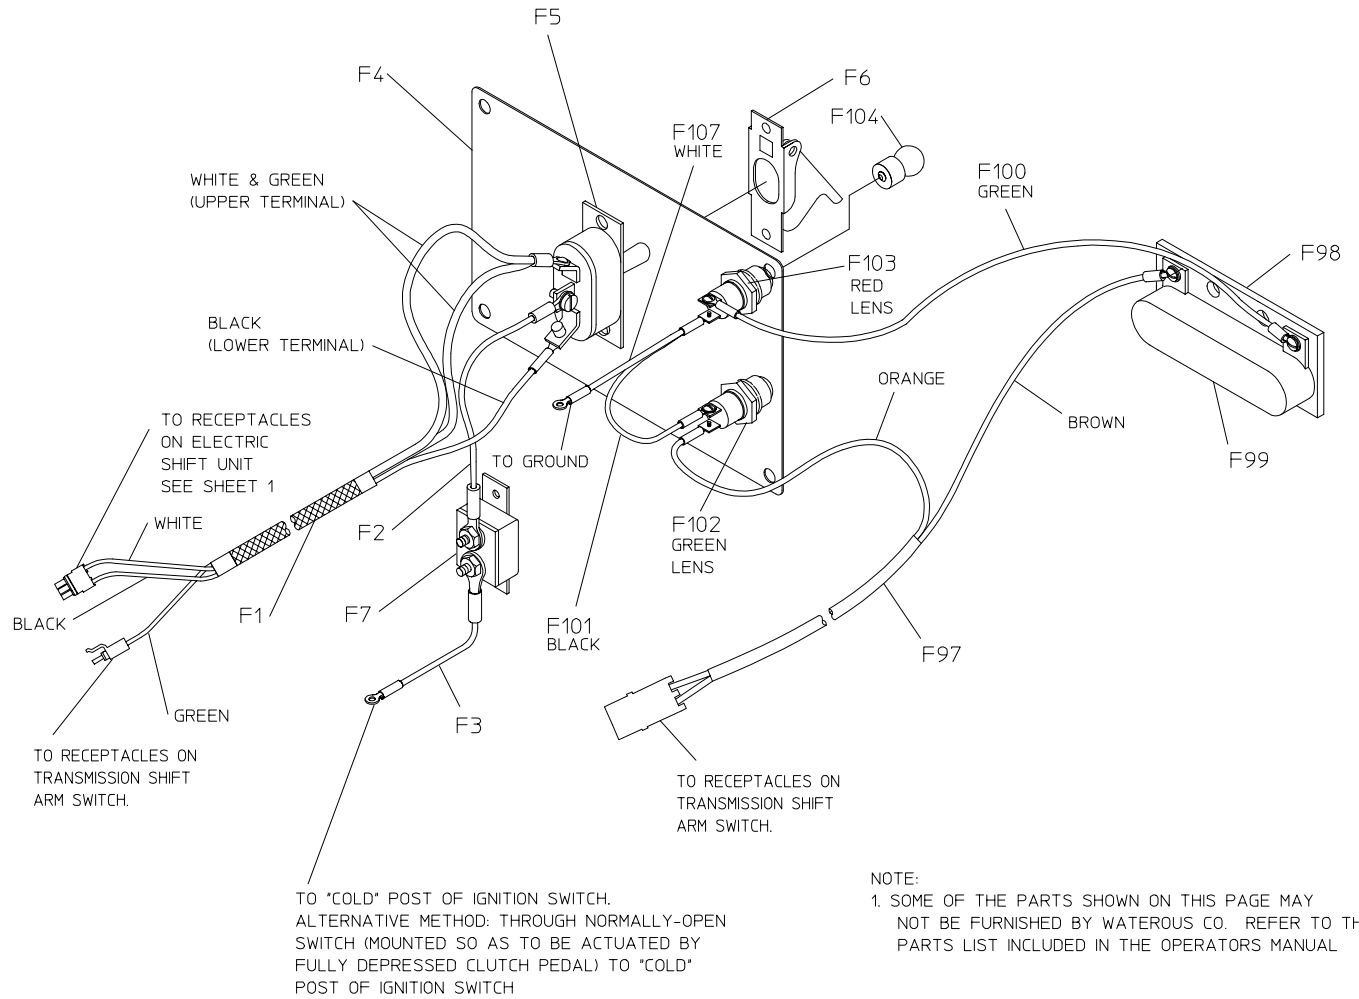 F5
F4
F6
F104
F107
WHITE
F100
GREEN
WHITE & GREEN
(UPPER TERMINAL)
F98
F103
RED
LENS
BLACK
(LOWER TERMINAL)
ORANGE
TO RECEPTACLES
ON ELECTRIC
SHIFT UNIT
SEE SHEET 1
BROWN
TO GROUND
F99
WHITE
F2
F102
GREEN
LENS
BLACK
F1
F7
F101
BLACK
F97
GREEN
F3
TO RECEPTACLES ON
TRANSMISSION SHIFT
ARM SWITCH.
TO RECEPTACLES ON
TRANSMISSION SHIFT
ARM SWITCH.
TO "COLD" POST OF IGNITION SWITCH.
ALTERNATIVE METHOD: THROUGH NORMALLY-OPEN
SWITCH (MOUNTED SO AS TO BE ACTUATED BY
FULLY DEPRESSED CLUTCH PEDAL) TO "COLD"
POST OF IGNITION SWITCH
NOTE:
1. SOME OF THE PARTS SHOWN ON THIS PAGE MAY
NOT BE FURNISHED BY WATEROUS CO. REFER TO TH
PARTS LIST INCLUDED IN THE OPERATORS MANUAL